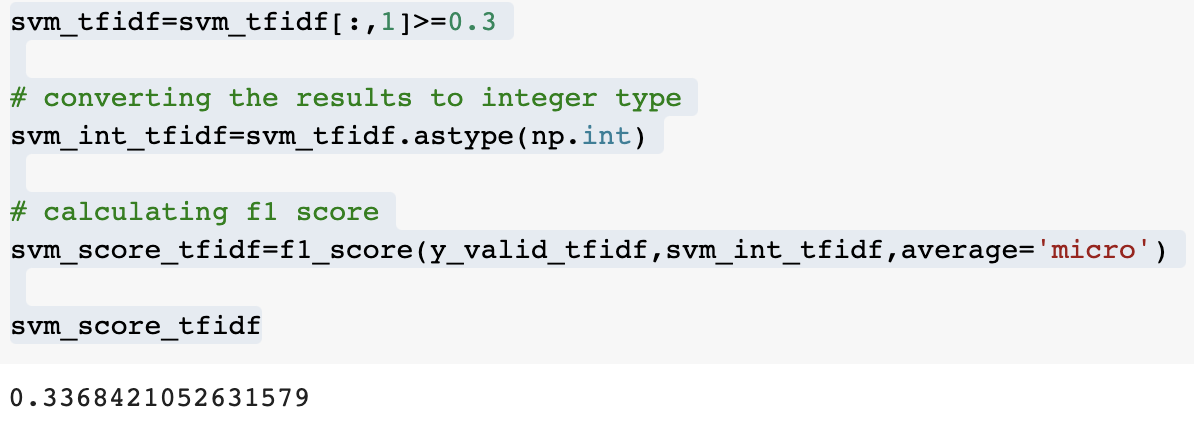 svm_tfidf=svm_tfidf[:,1]>=0.3
# converting the results to integer type
svm_int_tfidf=svm_tfidf.astype(np.int)
# calculating f1 score
svm_score_tfidf=f1_score(y_valid_tfidf,svm_int_tfidf,average='micro')
svm_score_tfidf
0.3368421052631579